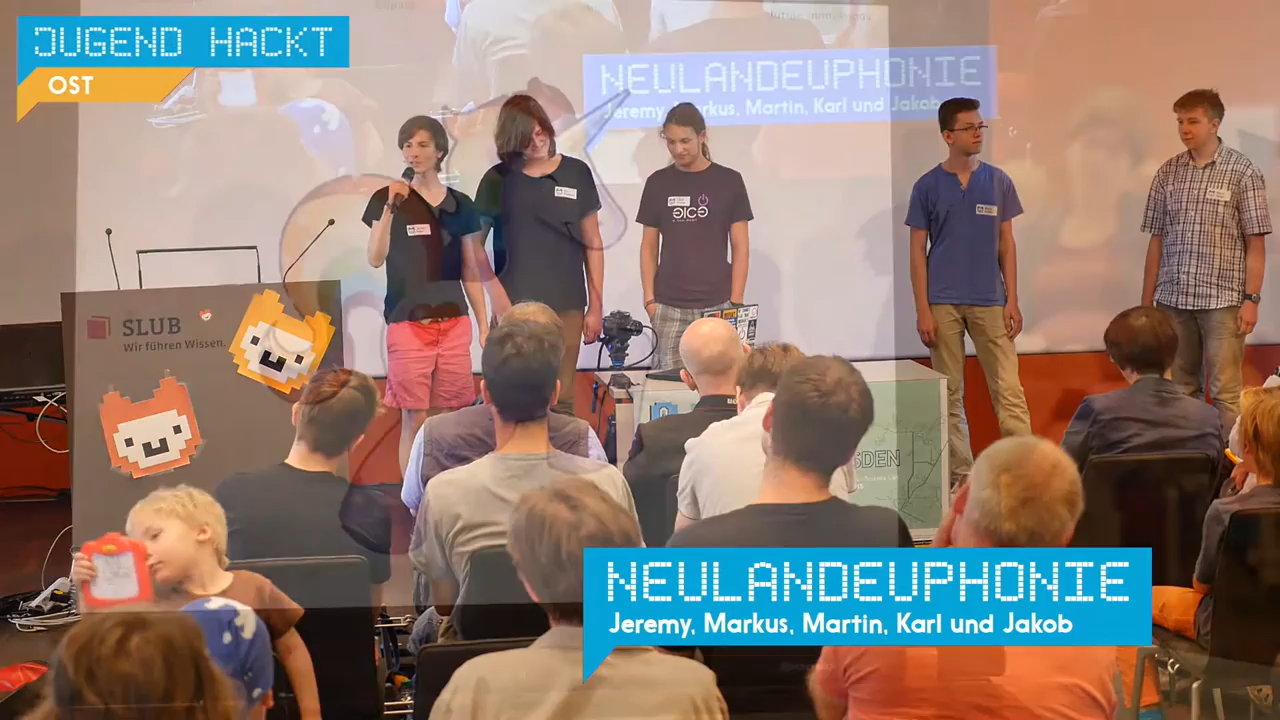 JUGEND HACKT
OST
NEULANDEUPHONIE
Jeremy, Markus, Martin, Karl und Jakob
SLUB
Wir führen Wissen.
NEULANDEUPHONIE
Jeremy, Markus, Martin, Karl und Jakob